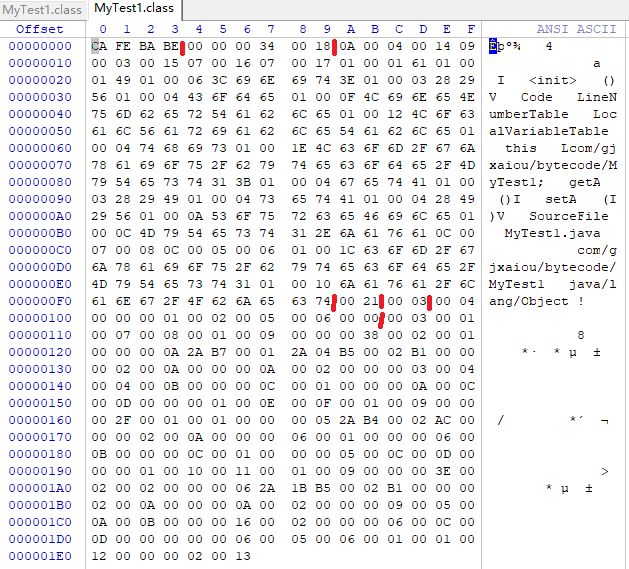 MyTest1.class MyTest1.class
Offset 0 1 2 3 4 5 6 7 8 9 A B C D E F ANSI ASCII
00000000 CA FE BA BE 00 00 00 34 00 18 0A 00 04 00 14 09 Êþº¾ 4
00000010 00 03 00 15 07 00 16 07 00 17 01 00 01 61 01 00 a
00000020 01 49 01 00 06 3C 69 6E 69 74 3E 01 00 03 28 29 I <init> ()
00000030 56 01 00 04 43 6F 64 65 01 00 0F 4C 69 6E 65 4E V Code LineN
00000040 75 6D 62 65 72 54 61 62 6C 65 01 00 12 4C 6F 63 umberTable Loc
00000050 61 6C 56 61 72 69 61 62 6C 65 54 61 62 6C 65 01 alVariableTable
00000060 00 04 74 68 69 73 01 00 1E 4C 63 6F 6D 2F 67 6A this Lcom/gj
00000070 78 61 69 6F 75 2F 62 79 74 65 63 6F 64 65 2F 4D xaiou/bytecode/M
00000080 79 54 65 73 74 31 3B 01 00 04 67 65 74 41 01 00 yTest1; getA
00000090 03 28 29 49 01 00 04 73 65 74 41 01 00 04 28 49 ()I setA (I
000000A0 29 56 01 00 0A 53 6F 75 72 63 65 46 69 6C 65 01 )V SourceFile
000000B0 00 0C 4D 79 54 65 73 74 31 2E 6A 61 76 61 0C 00 MyTest1.java
000000C0 07 00 08 0C 00 05 00 06 01 00 1C 63 6F 6D 2F 67 com/g
000000D0 6A 78 61 69 6F 75 2F 62 79 74 65 63 6F 64 65 2F jxaiou/bytecode/
000000E0 4D 79 54 65 73 74 31 01 00 10 6A 61 76 61 2F 6C MyTest1 java/l
000000F0 61 6E 67 2F 4F 62 6A 65 63 74 00 21 00 03 00 04 ang/Object !
00000100 00 00 00 01 00 02 00 05 00 06 00 00 00 03 00 01
00000110 00 07 00 08 00 01 00 09 00 00 00 38 00 02 00 01 8
00000120 00 00 00 0A 2A B7 00 01 2A 04 B5 00 02 B1 00 00 *· * µ ±
00000130 00 02 00 0A 00 00 00 0A 00 02 00 00 00 03 00 04
00000140 00 04 00 0B 00 00 00 0C 00 01 00 00 00 0A 00 0C
00000150 00 0D 00 00 00 01 00 0E 00 0F 00 01 00 09 00 00
00000160 00 2F 00 01 00 01 00 00 00 05 2A B4 00 02 AC 00 / *´ ¬
00000170 00 00 02 00 0A 00 00 00 06 00 01 00 00 00 06 00
00000180 0B 00 00 00 0C 00 01 00 00 00 05 00 0C 00 0D 00
00000190 00 00 01 00 10 00 11 00 01 00 09 00 00 00 3E 00 >
000001A0 02 00 02 00 00 00 06 2A 1B B5 00 02 B1 00 00 00 * µ ±
000001B0 02 00 0A 00 00 00 0A 00 02 00 00 00 09 00 05 00
000001C0 0A 00 0B 00 00 00 16 00 02 00 00 00 06 00 0C 00
000001D0 0D 00 00 00 00 00 06 00 05 00 06 00 01 00 01 00
000001E0 12 00 00 00 02 00 13